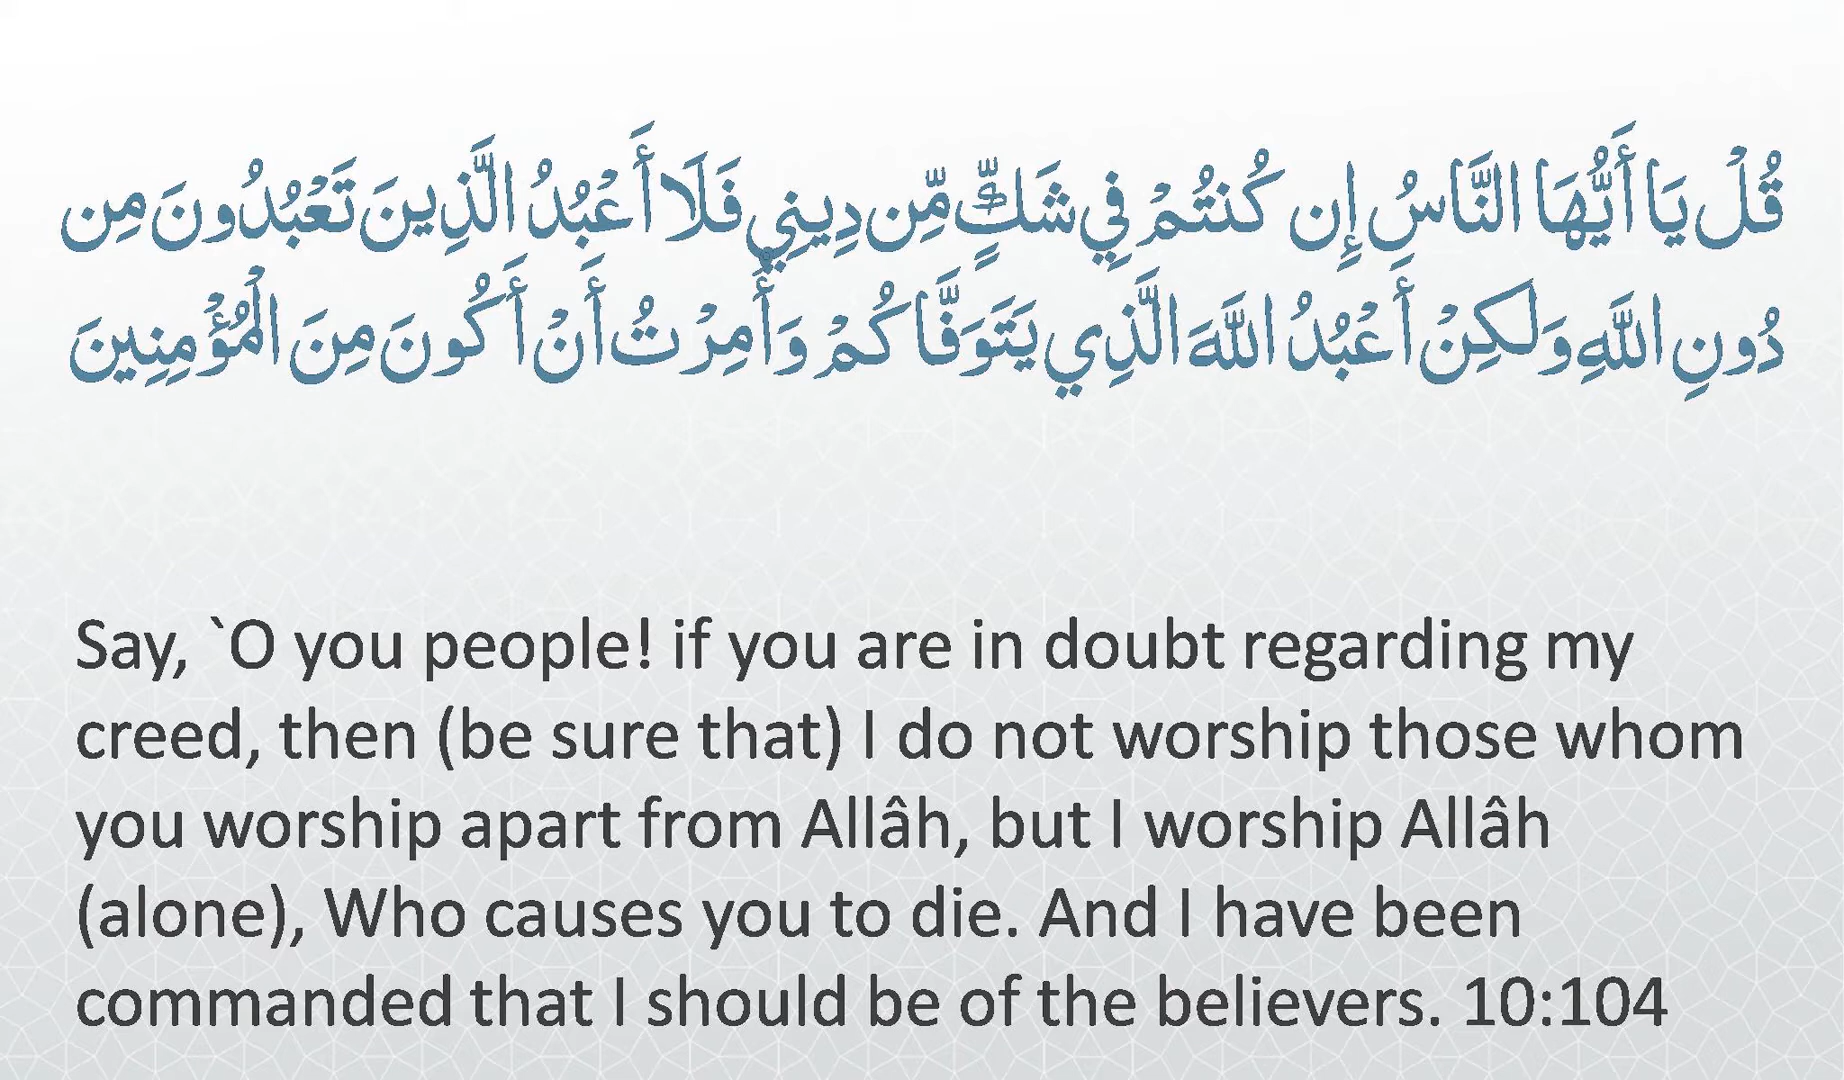 قُلْ يَا أَيُّهَا النَّاسُ إِن كُنتُمْ فِي شَكٍّ مِّن دِينِي فَلَا أَعْبُدُ الَّذِينَ تَعْبُدُونَ مِن
دُونِ اللَّهِ وَلَٰكِنْ أَعْبُدُ اللَّهَ الَّذِي يَتَوَفَّاكُمْ وَأُمِرْتُ أَنْ أَكُونَ مِنَ الْمُؤْمِنِينَ
Say, `O you people! if you are in doubt regarding my
creed, then (be sure that) I do not worship those whom
you worship apart from Allâh, but I worship Allâh
(alone), Who causes you to die. And I have been
commanded that I should be of the believers. 10:104